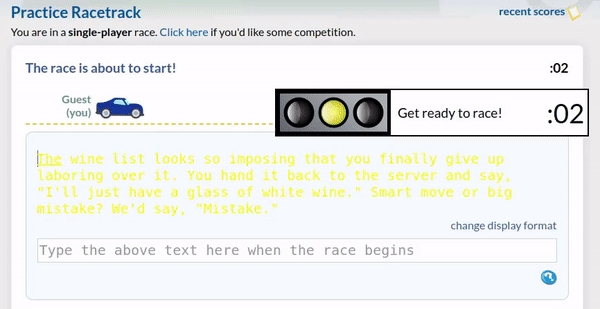 Practice Racetrack
recent scores
You are in a single-player race. Click here if you'd like some competition.
The race is about to start!
:02
Guest
(you)
Get ready to race!
:02
The wine list looks so imposing that you finally give up
laboring over it. You hand it back to the server and say,
"I'll just have a glass of white wine." Smart move or big
mistake? We'd say, "Mistake."
change display format
Type the above text here when the race begins